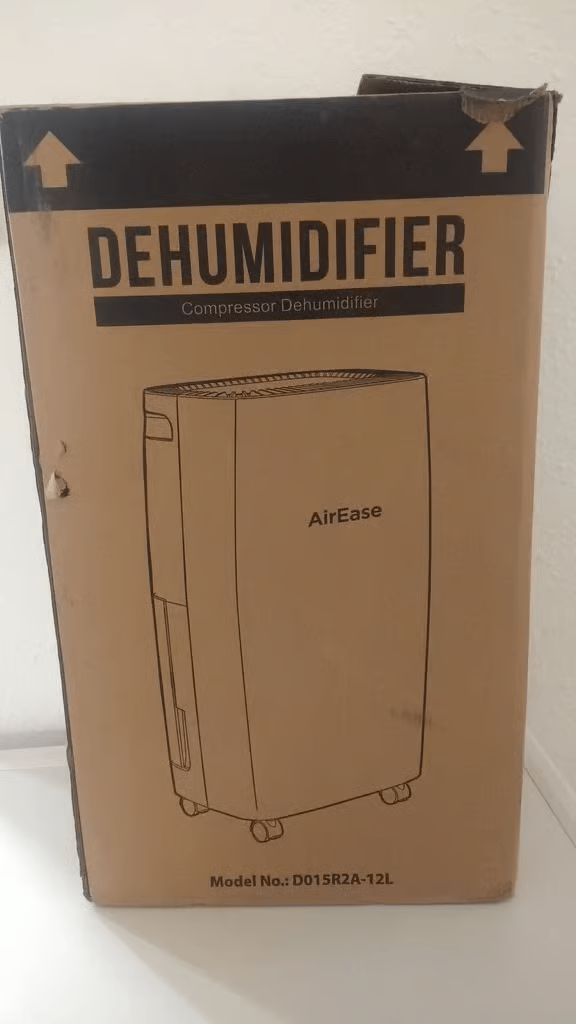 DEHUMIDIFIER
Compressor Dehumidifier
AirEase
Model No.: D015R2A-12L